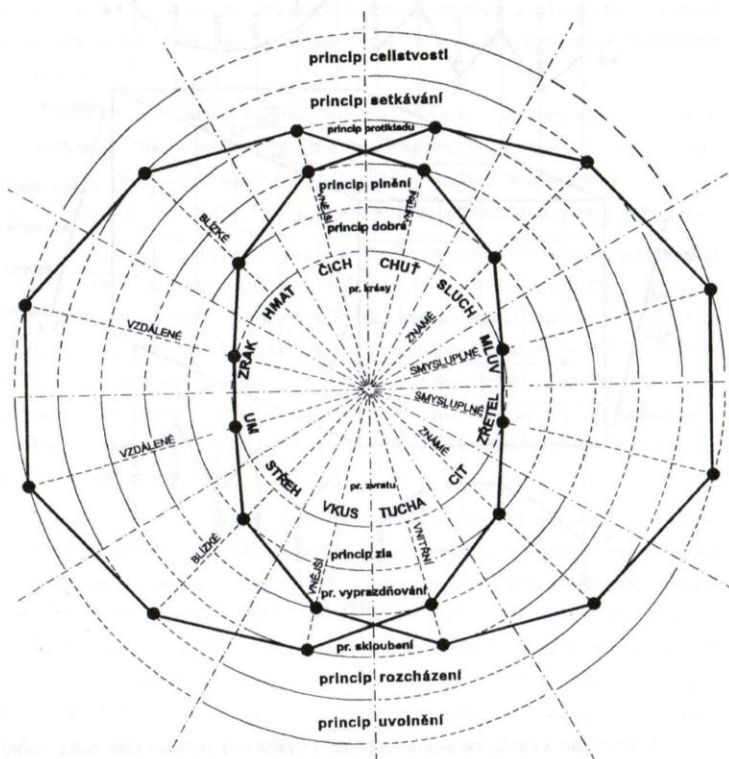 princip celistvosti
princip setkávání
princip protikladu
princip plnění
VNĚJŠÍ
VNITŘNÍ
BLÍZKÉ
princip dobra
ČICH
CHUŤ
HMAT
pr. krásy
SLUCH
VZDÁLENÉ
ZNÁMÉ
ZRAK
MLUV
SMYSLUPLNÉ
SMYSLUPLNÉ
UM
ZŘETEL
VZDÁLENÉ
ZNÁMÉ
STŘEH
CIT
pr. zvratu
VKUS
TUCHA
BLÍZKÉ
VNITŘNÍ
princip zla
VNĚJŠÍ
pr. vyprazdňování
pr. skloubení
princip rozcházení
princip uvolnění